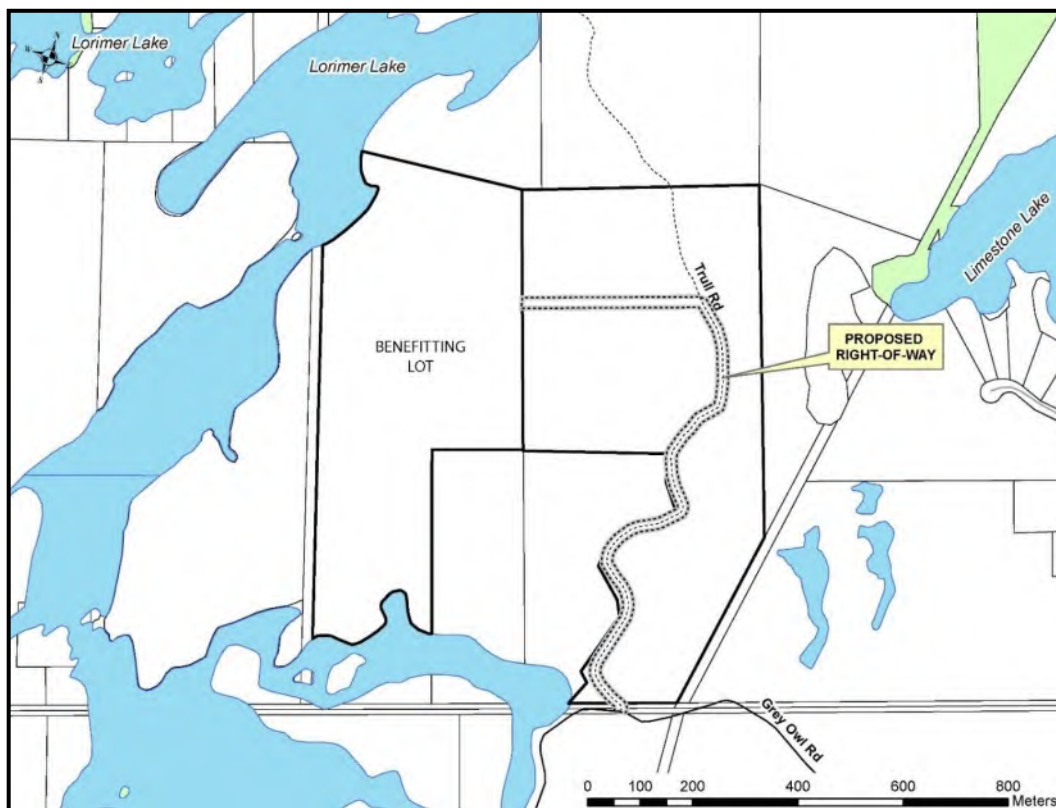 N
W
E
S
Lorimer Lake
Lorimer Lake
Limestone Lake
Trull Rd
PROPOSED
RIGHT-OF-WAY
BENEFITTING
LOT
Grey Owl Rd
0 100 200 400 600 800
Meters